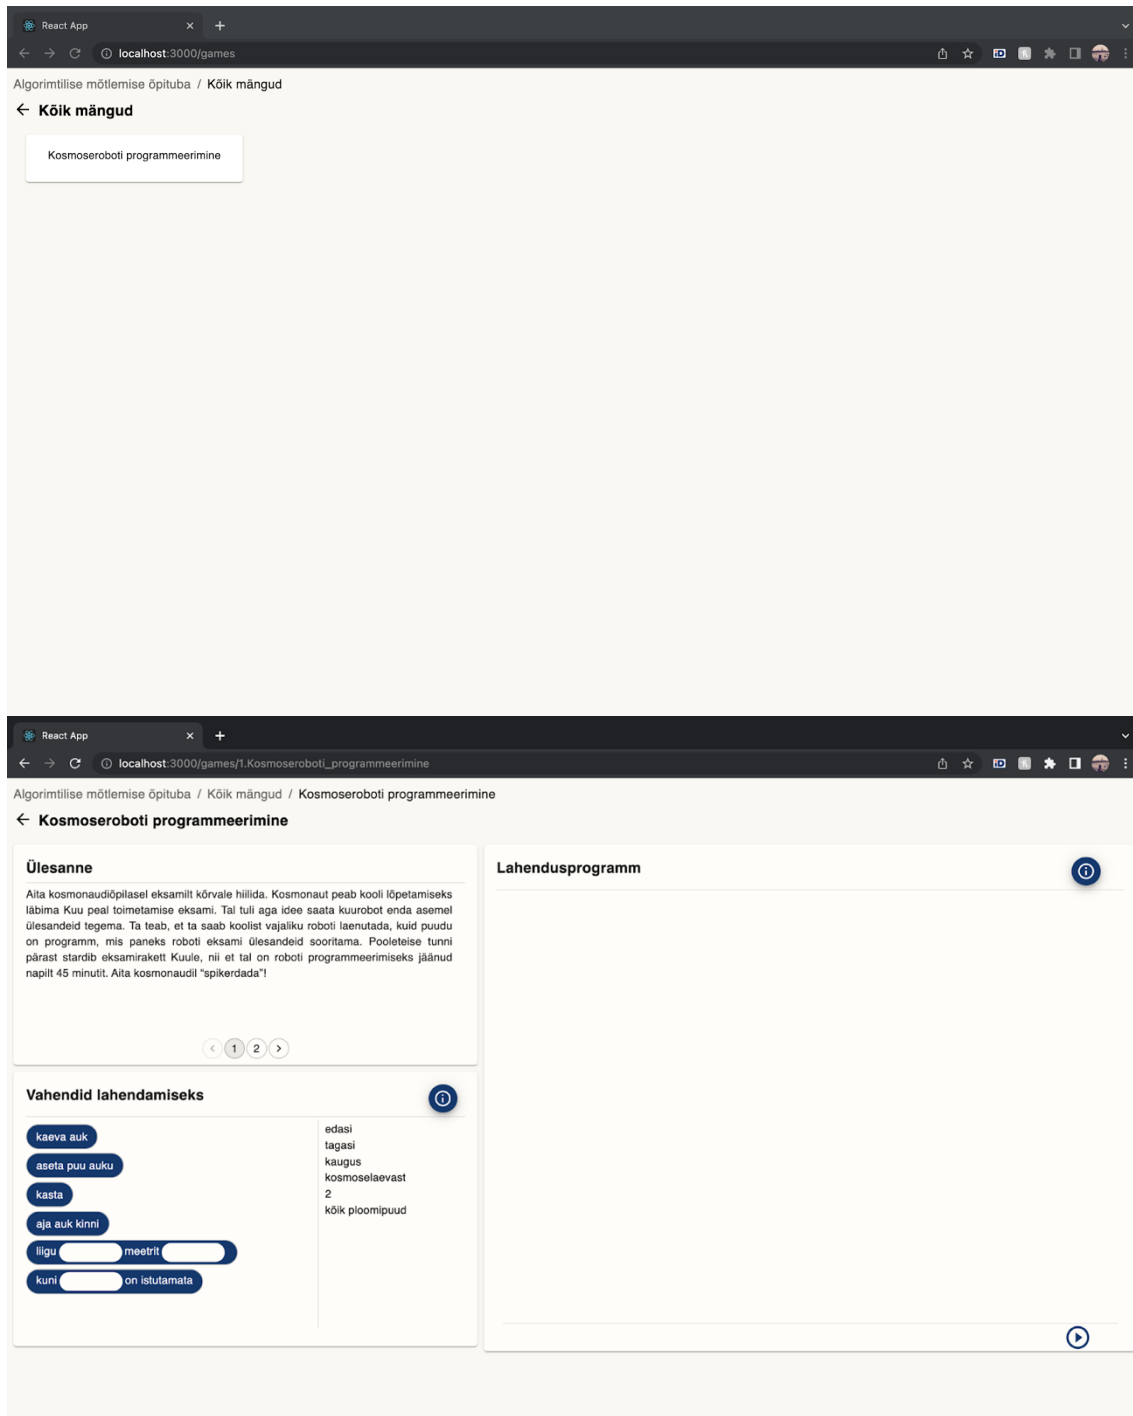 React App
localhost:3000/games
Algorimtilise mõtlemise õpituba / Kõik mängud
Kõik mängud
Kosmoseroboti programmeerimine
React App
localhost:3000/games/1.Kosmoseroboti_programmeerimine
Algorimtilise mõtlemise õpituba / Kõik mängud / Kosmoseroboti programmeerimine
Kosmoseroboti programmeerimine
Ülesanne
Aita kosmonaudiõpilasel eksamilt kõrvale hiilida. Kosmonaut peab kooli lõpetamiseks
läbima Kuu peal toimetamise eksami. Tal tuli aga idee saata kuurobot enda asemel
ülesandeid tegema. Ta teab, et ta saab koolist vajaliku roboti laenutada, kuid puudu
on programm, mis paneks roboti eksami ülesandeid sooritama. Pooleteise tunni
pärast stardib eksamirakett Kuule, nii et tal on roboti programmeerimiseks jäänud
napilt 45 minutit. Aita kosmonaudil “spikerdada”!
1 2
Vahendid lahendamiseks
kaeva auk
aseta puu auku
kasta
aja auk kinni
liigu meetrit
kuni on istutamata
edasi
tagasi
kaugus
kosmoselaevast
2
kõik ploomipuud
Lahendusprogramm